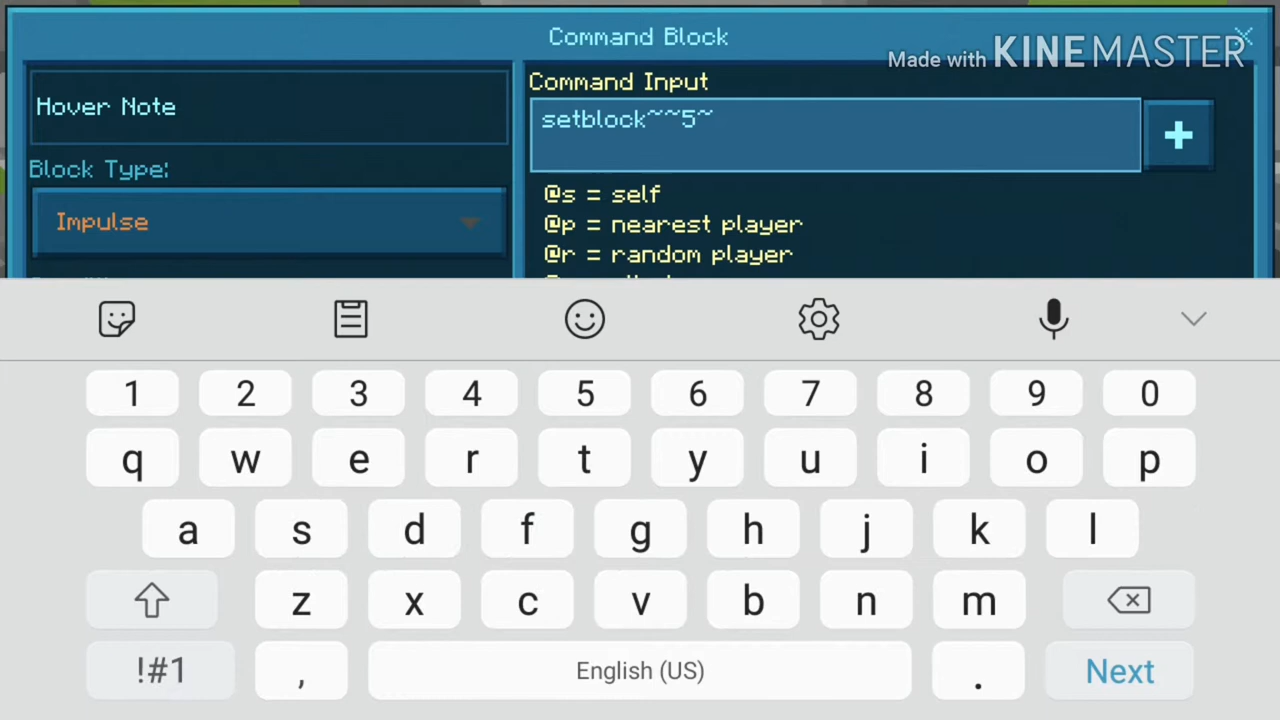 Command Block
Made with KINEMASTER
Hover Note
Block Type:
Impulse
Command Input
setblock~~5~
+
@s = self
@p = nearest player
@r = random player
1 2 3 4 5 6 7 8 9 0
q w e r t y u i o p
a s d f g h j k l
z x c v b n m
!#1 , English (US) . Next